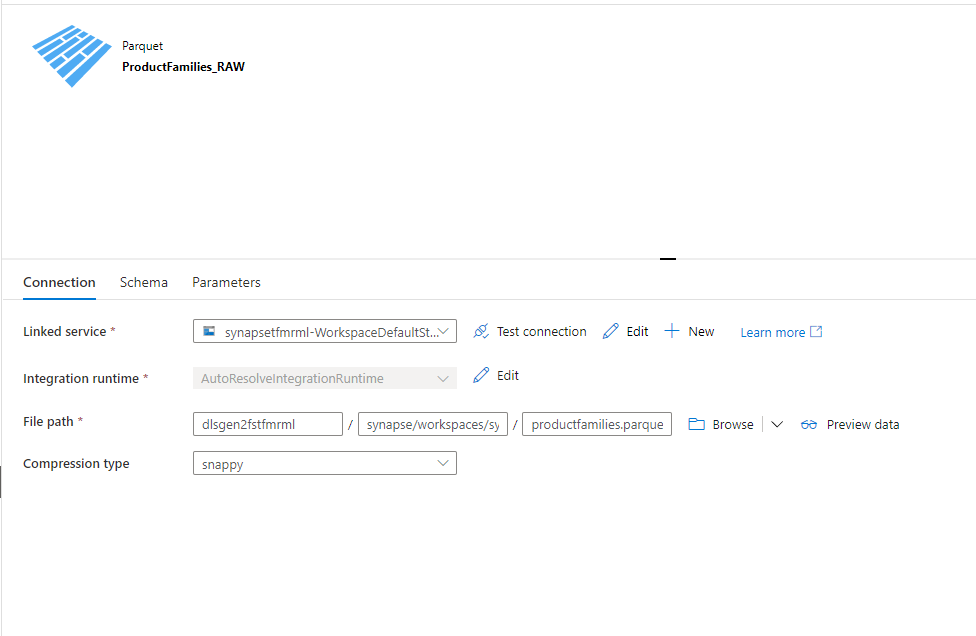 Parquet
ProductFamilies_RAW
Connection Schema Parameters
Linked service * synapsetfmrml-WorkspaceDefaultSt... Test connection Edit New Learn more
Integration runtime * AutoResolveIntegrationRuntime Edit
File path * dlsgen2fstfmrml / synapse/workspaces/sy / productfamilies.parque Browse Preview data
Compression type snappy